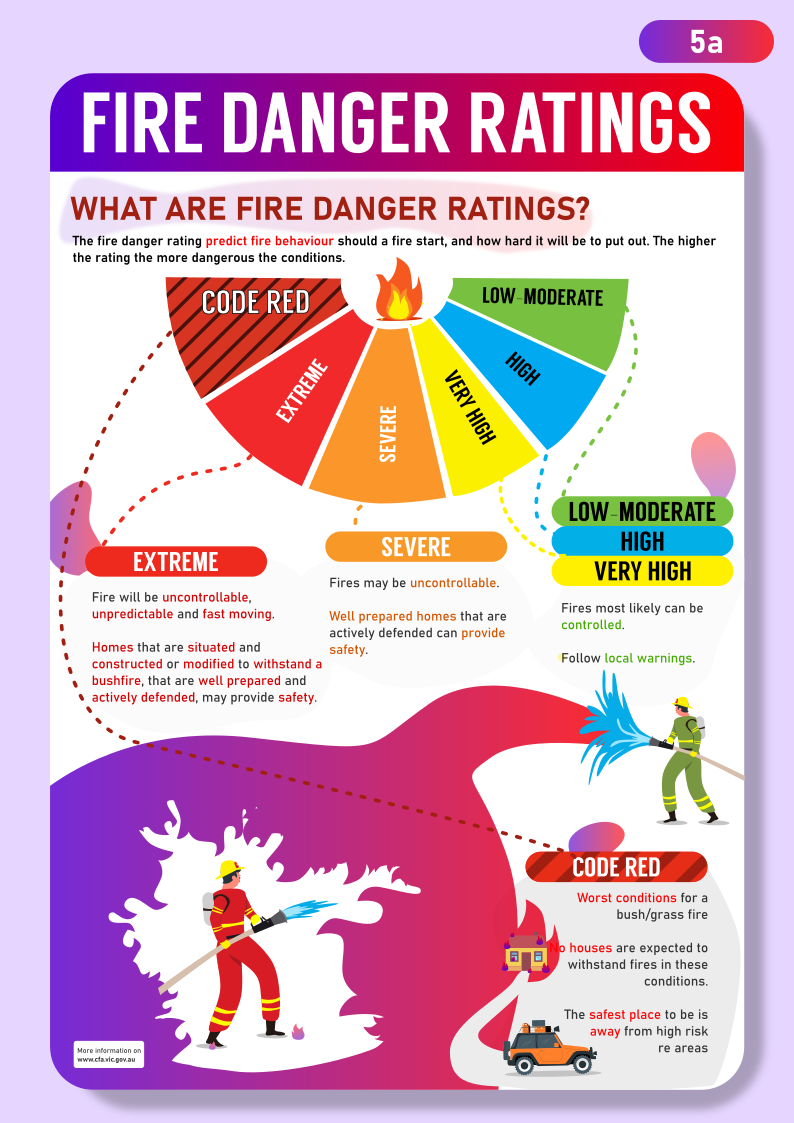 5a
FIRE DANGER RATINGS
WHAT ARE FIRE DANGER RATINGS?
The fire danger rating predict fire behaviour should a fire start, and how hard it will be to put out. The higher
the rating the more dangerous the conditions.
CODE RED
EXTREME
SEVERE
VERY HIGH
HIGH
LOW-MODERATE
EXTREME
Fire will be uncontrollable,
unpredictable and fast moving.
Homes that are situated and
constructed or modified to withstand a
bushfire, that are well prepared and
actively defended, may provide safety.
SEVERE
Fires may be uncontrollable.
Well prepared homes that are
actively defended can provide
safety.
LOW-MODERATE
HIGH
VERY HIGH
Fires most likely can be
controlled.
Follow local warnings.
CODE RED
Worst conditions for a
bush/grass fire
No houses are expected to
withstand fires in these
conditions.
The safest place to be is
away from high risk
re areas
More information on
www.cfa.vic.gov.au